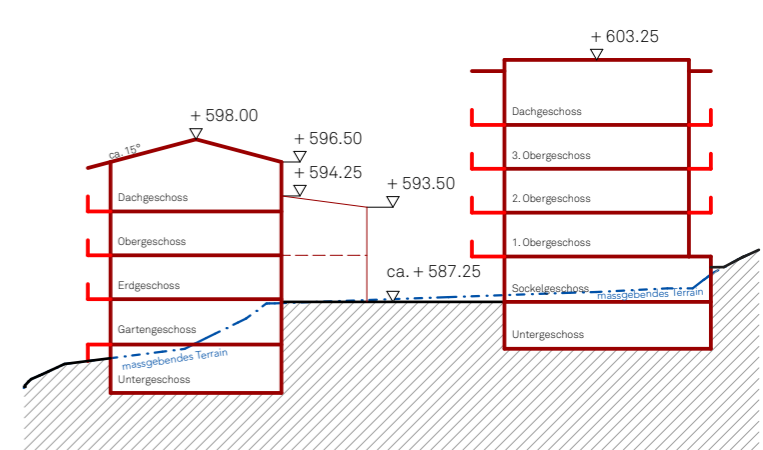 + 603.25
+ 598.00
ca. 15°
+ 596.50
+ 594.25
+ 593.50
ca. + 587.25
Dachgeschoss
Obergeschoss
Erdgeschoss
Gartengeschoss
massgebendes Terrain
Untergeschoss
Dachgeschoss
3. Obergeschoss
2. Obergeschoss
1. Obergeschoss
Sockelgeschoss
massgebendes Terrain
Untergeschoss